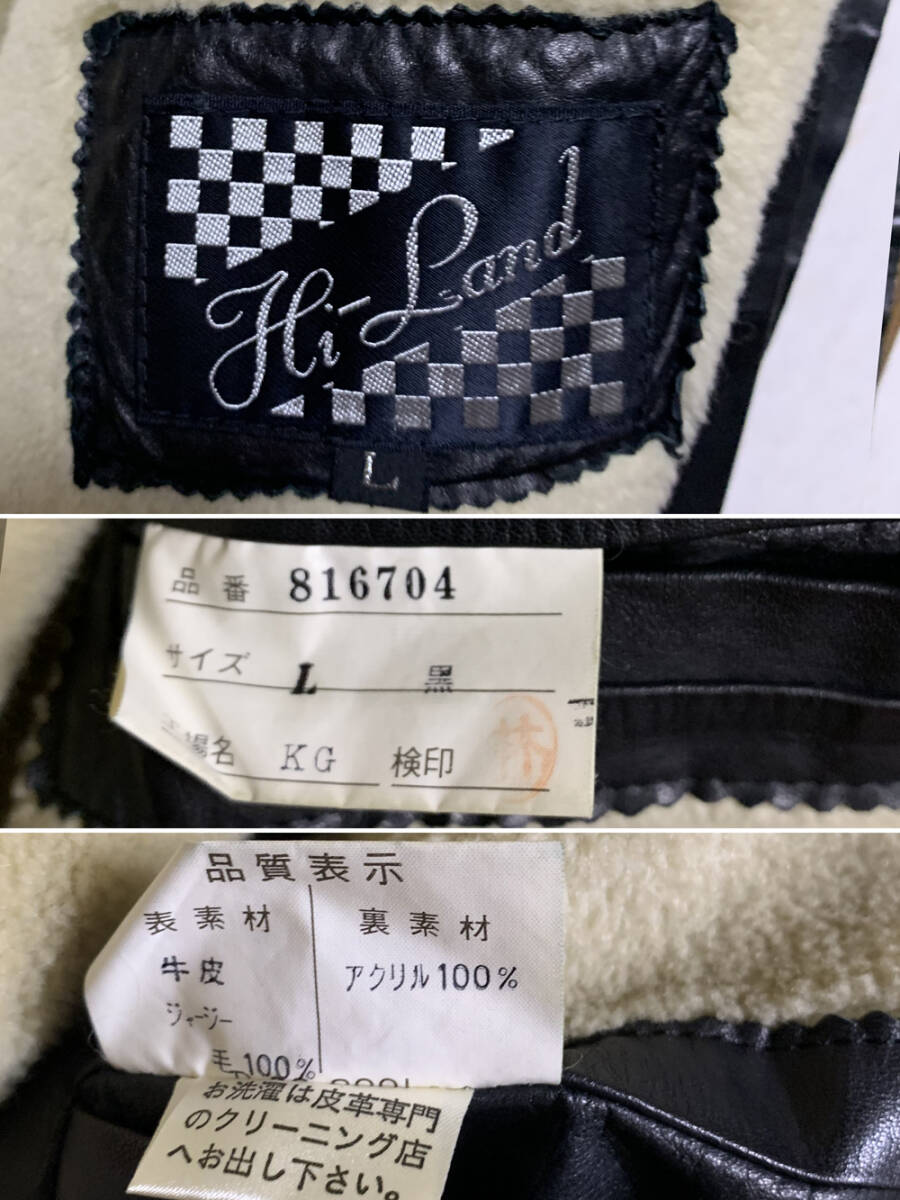 Hi-Land
L
品番 816704
サイズ L 黒
工場名 KG 検印
品質表示
表素材 裏素材
牛皮 アクリル100%
ジャージー
毛100%
お洗濯は皮革専門
のクリーニング店
へお出し下さい。